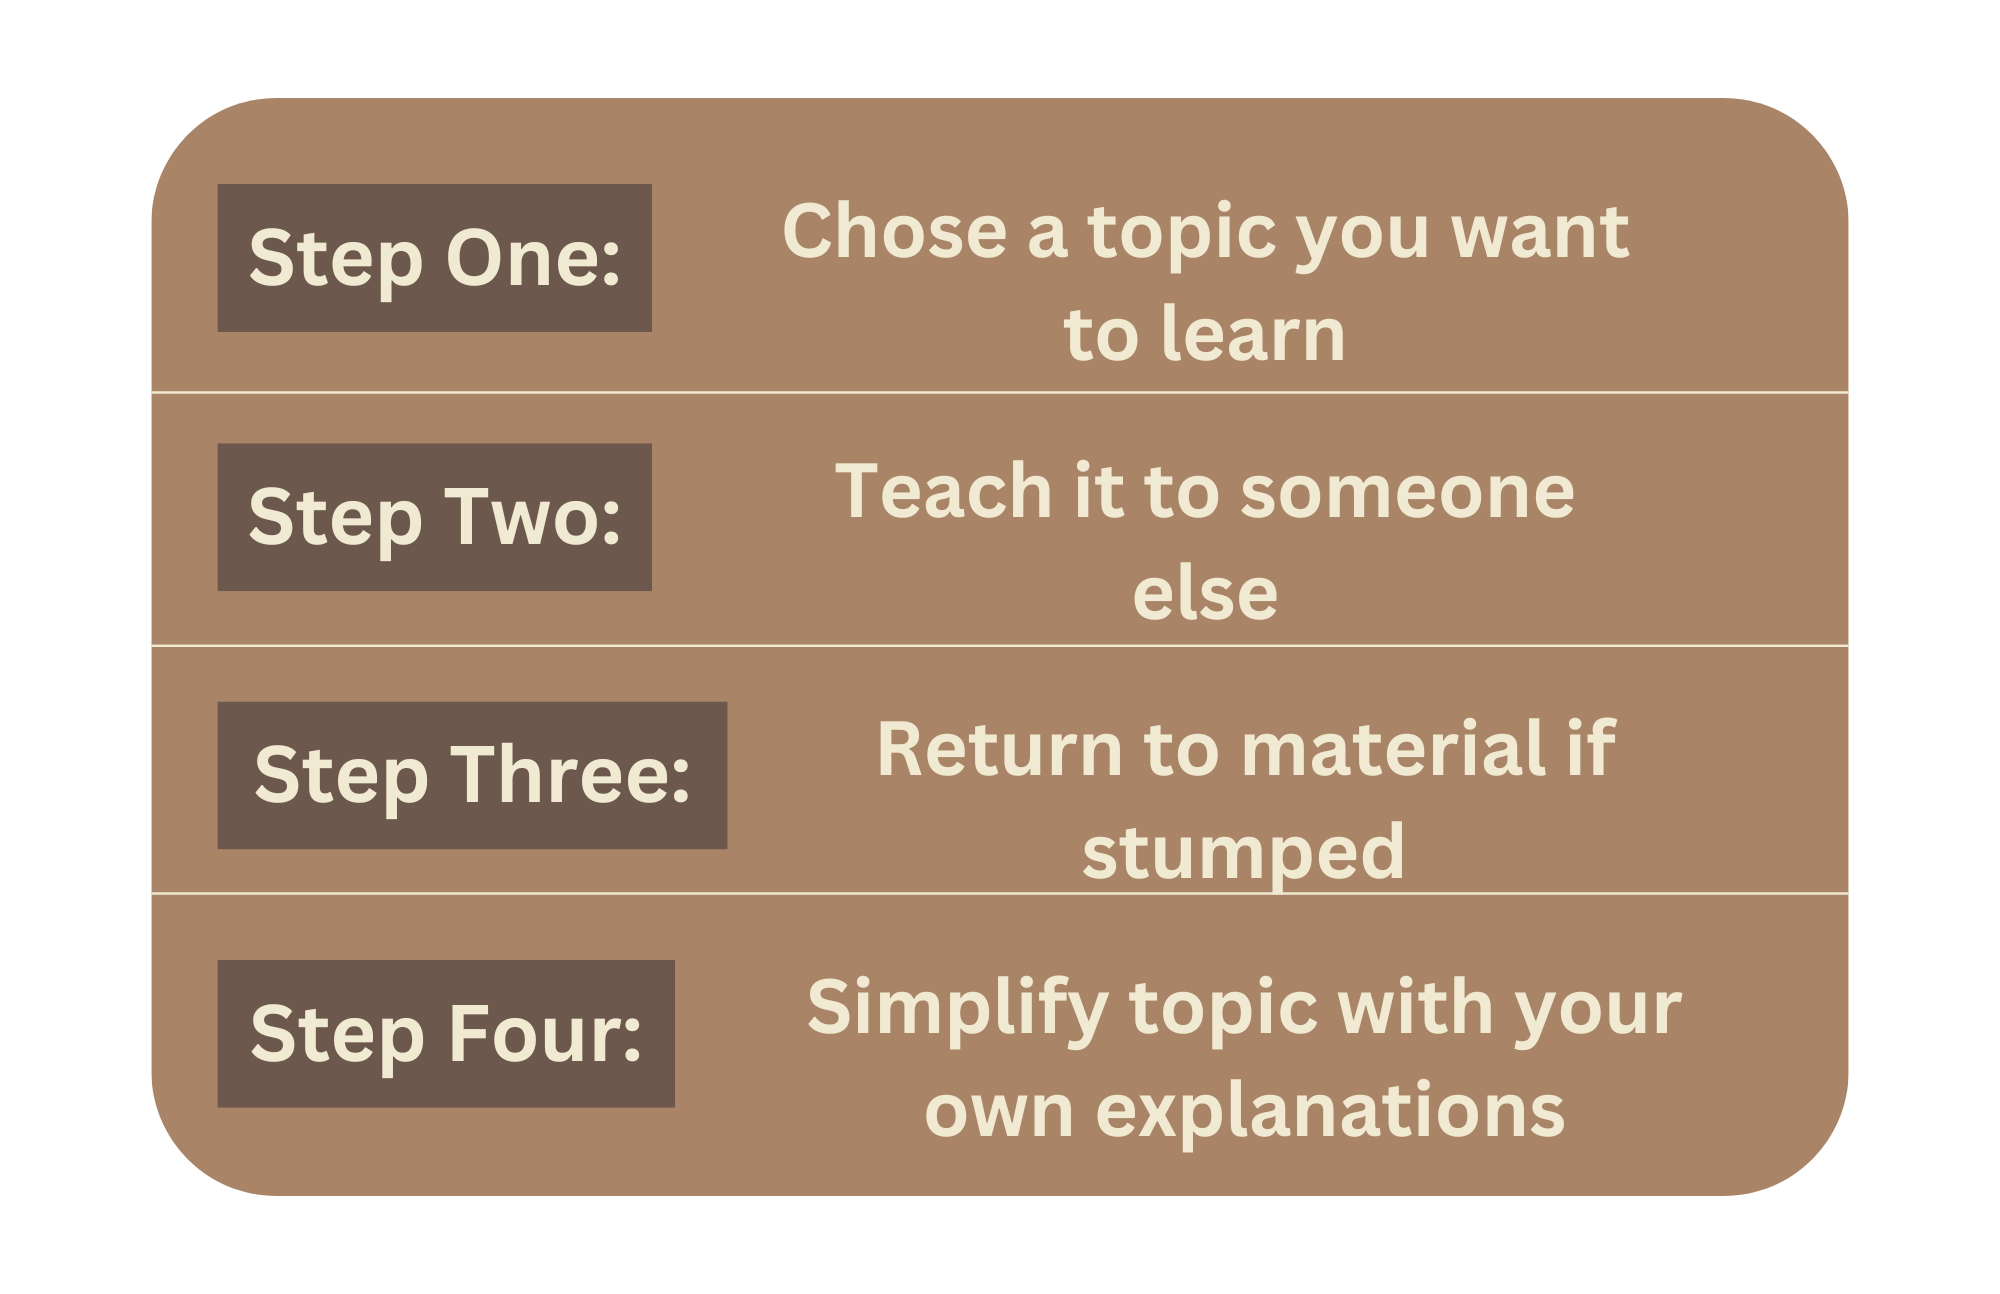 Step One:
Chose a topic you want
to learn
Step Two:
Teach it to someone
else
Step Three:
Return to material if
stumped
Step Four:
Simplify topic with your
own explanations